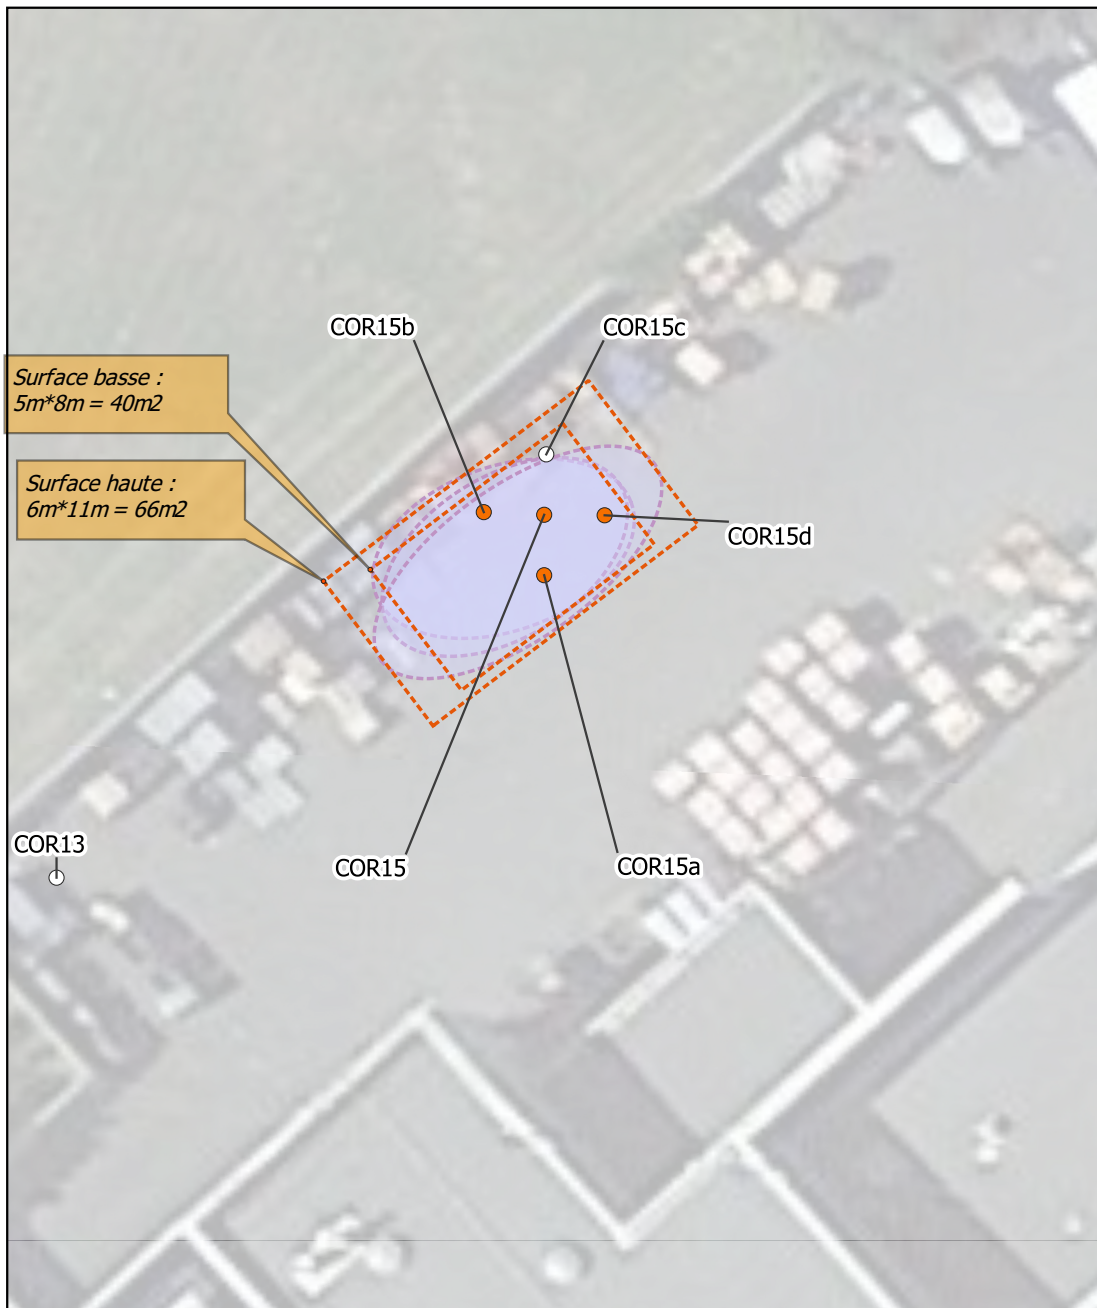 COR15b
COR15c
Surface basse :
5m*8m = 40m2
Surface haute :
6m*11m = 66m2
COR15d
COR13
COR15
COR15a